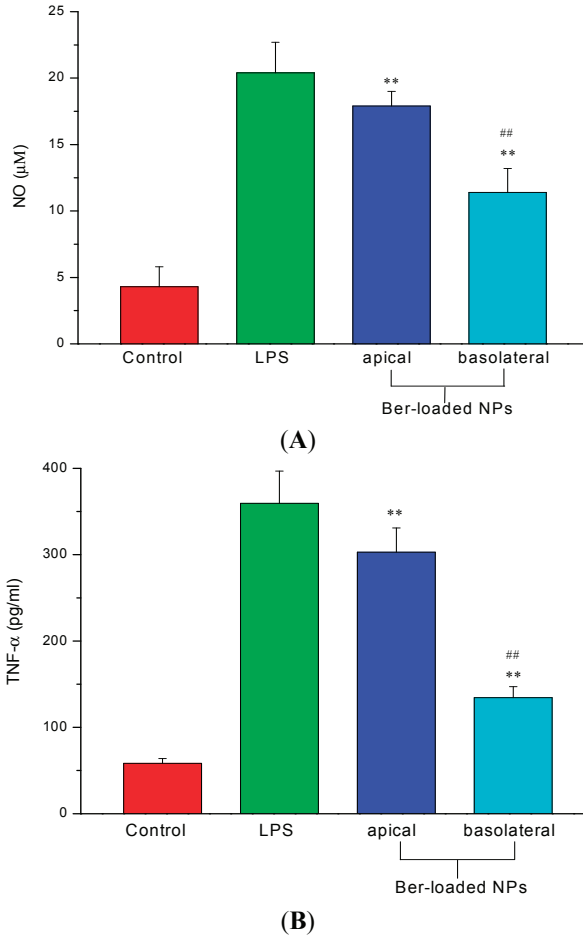 25
20
15
10
5
0
NO (μM)
**
##
**
Control LPS apical basolateral
Ber-loaded NPs
(A)
400
300
200
100
0
TNF-α (pg/ml)
**
##
**
Control LPS apical basolateral
Ber-loaded NPs
(B)